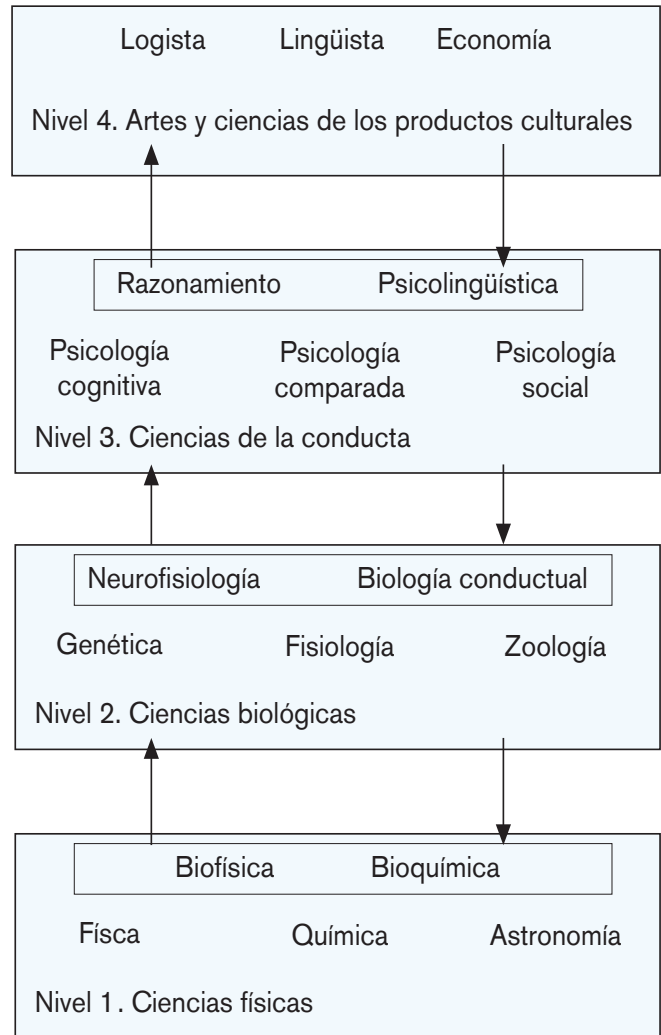 Logista Lingüista Economía
Nivel 4. Artes y ciencias de los productos culturales
Razonamiento Psicolingüística
Psicología Psicología Psicología
cognitiva comparada social
Nivel 3. Ciencias de la conducta
Neurofisiología Biología conductual
Genética Fisiología Zoología
Nivel 2. Ciencias biológicas
Biofísica Bioquímica
Físca Química Astronomía
Nivel 1. Ciencias físicas